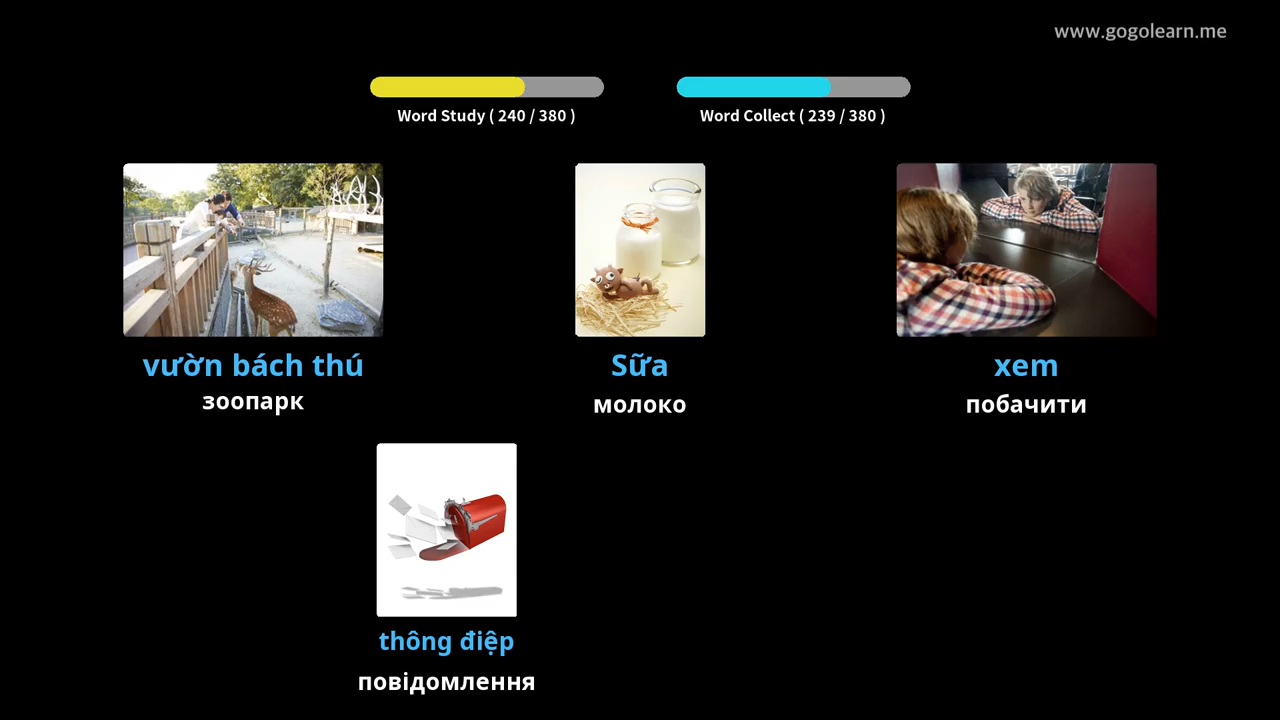 www.gogolearn.me
Word Study ( 240 / 380 )
Word Collect ( 239 / 380 )
vườn bách thú
зоопарк
Sữa
молоко
xem
побачити
thông điệp
повідомлення